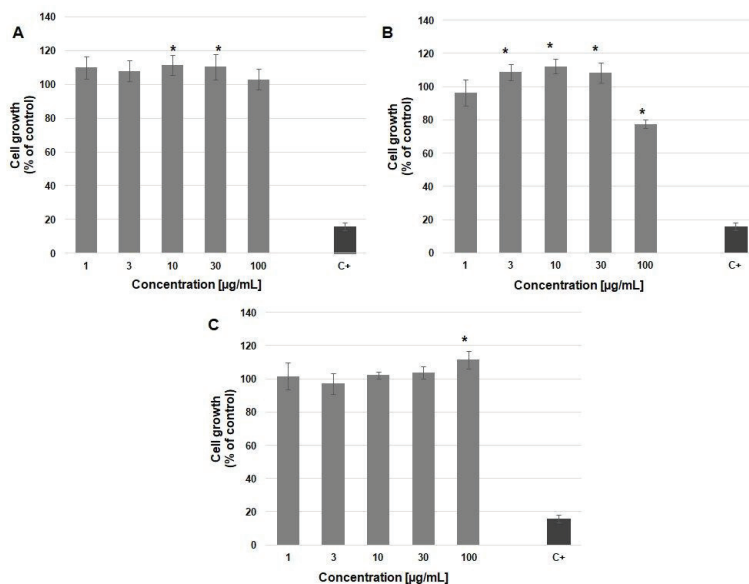 A
140
120
100
80
60
40
20
0
* *
Cell growth
(% of control)
1 3 10 30 100 C+
Concentration [µg/mL]
B
140
120
100
80
60
40
20
0
* * * *
Cell growth
(% of control)
1 3 10 30 100 C+
Concentration [µg/mL]
C
140
120
100
80
60
40
20
0
*
Cell growth
(% of control)
1 3 10 30 100 C+
Concentration [µg/mL]